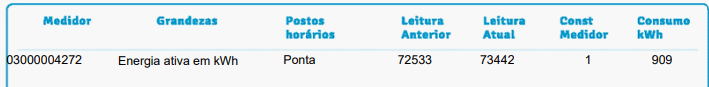 Medidor Grandezas Postos horários Leitura Anterior Leitura Atual Const Medidor Consumo kWh
03000004272 Energia ativa em kWh Ponta 72533 73442 1 909